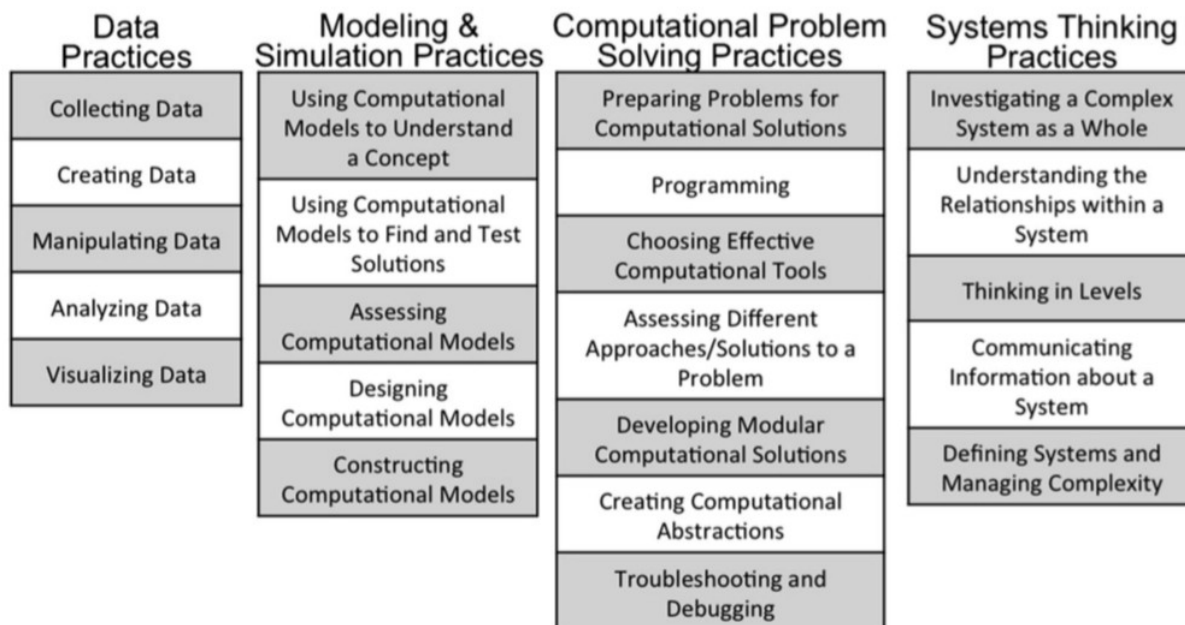 Data
Practices
Collecting Data
Creating Data
Manipulating Data
Analyzing Data
Visualizing Data
Modeling &
Simulation Practices
Using Computational
Models to Understand
a Concept
Using Computational
Models to Find and Test
Solutions
Assessing
Computational Models
Designing
Computational Models
Constructing
Computational Models
Computational Problem
Solving Practices
Preparing Problems for
Computational Solutions
Programming
Choosing Effective
Computational Tools
Assessing Different
Approaches/Solutions to a
Problem
Developing Modular
Computational Solutions
Creating Computational
Abstractions
Troubleshooting and
Debugging
Systems Thinking
Practices
Investigating a Complex
System as a Whole
Understanding the
Relationships within a
System
Thinking in Levels
Communicating
Information about a
System
Defining Systems and
Managing Complexity